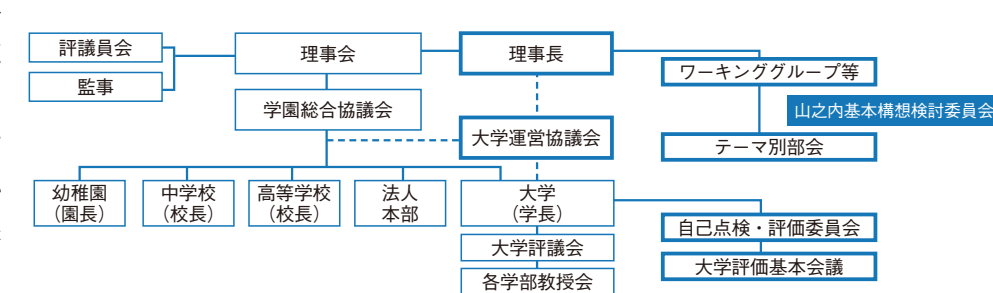 評議員会
監事
理事会
理事長
学園総合協議会
大学運営協議会
ワーキンググループ等
山之内基本構想検討委員会
テーマ別部会
幼稚園
（園長）
中学校
（校長）
高等学校
（校長）
法人
本部
大学
（学長）
大学評議会
各学部教授会
自己点検・評価委員会
大学評価基本会議